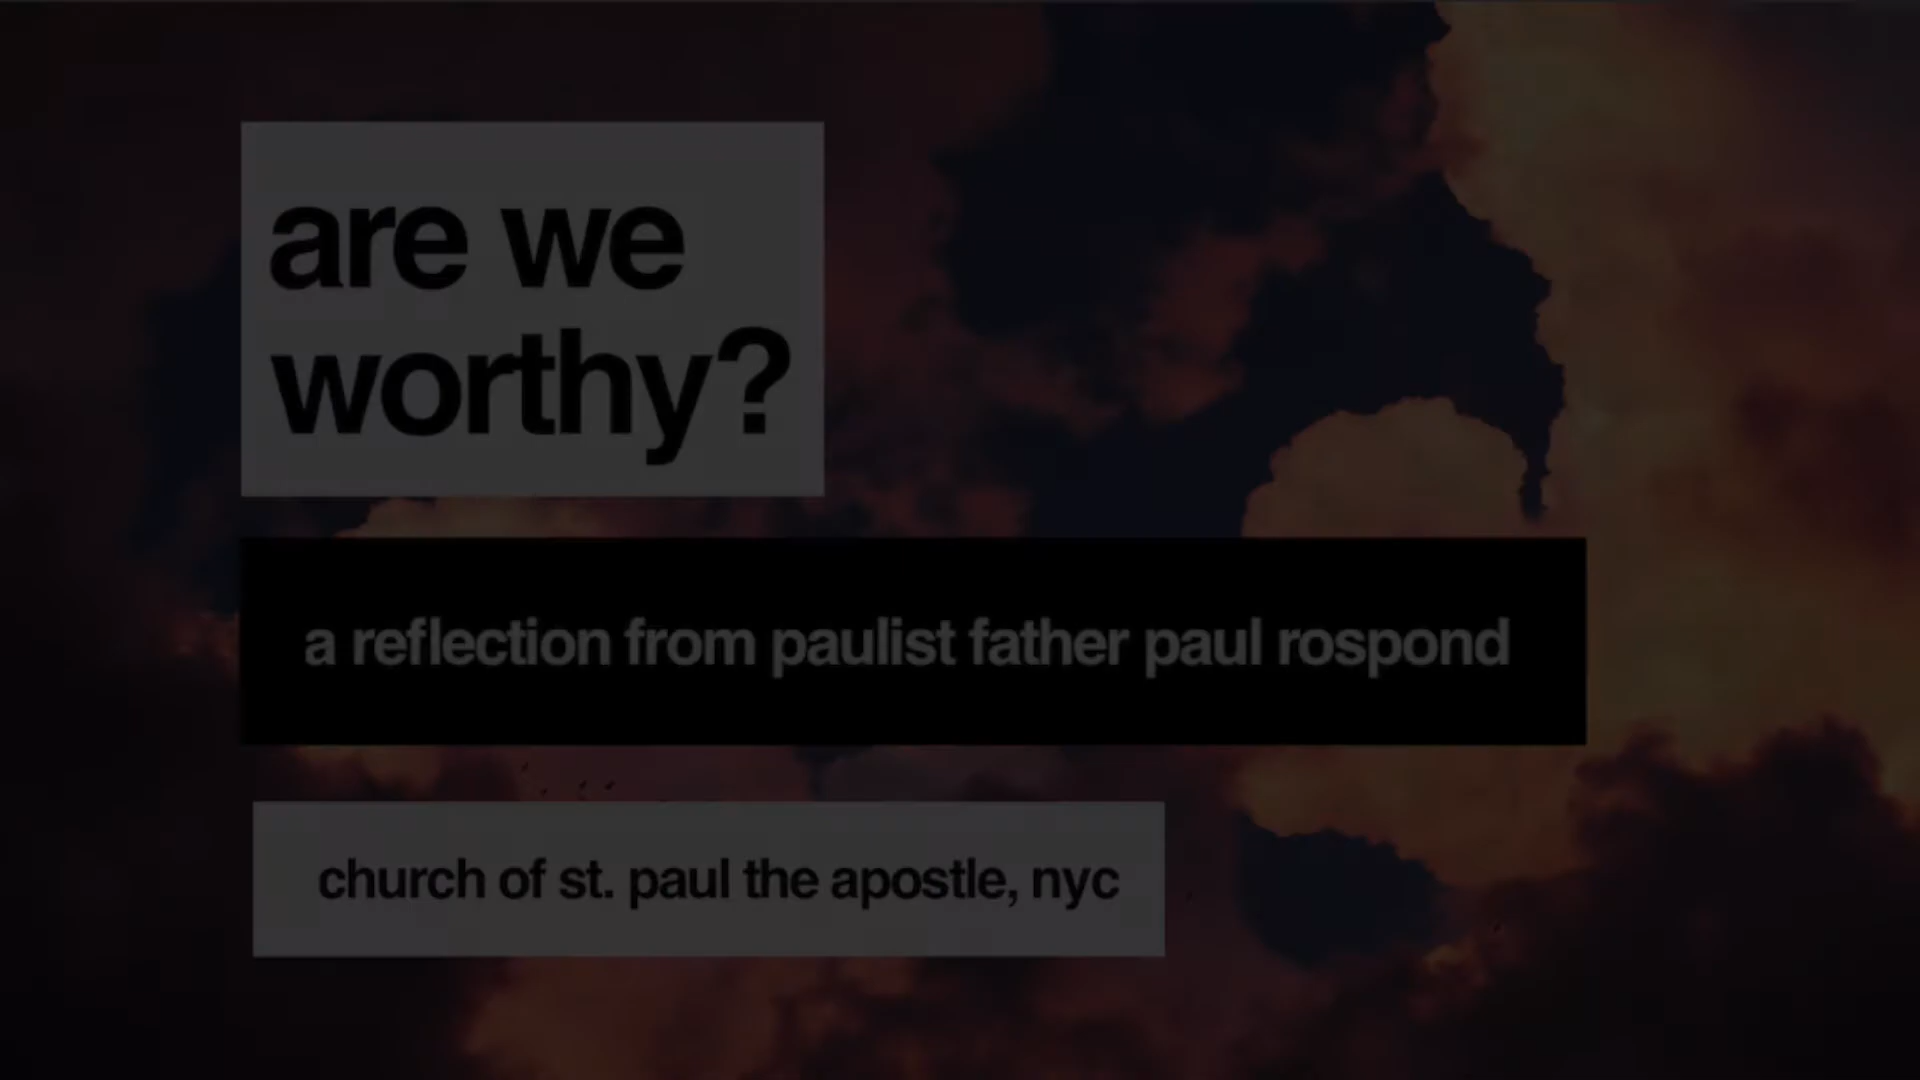 are we
worthy?
a reflection from paulist father paul rospond
church of st. paul the apostle, nyc